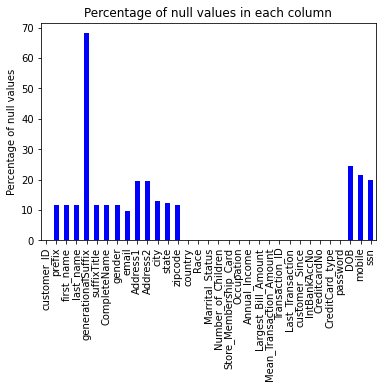 Percentage of null values in each column
Percentage of null values
70
60
50
40
30
20
10
0
customer_ID
prefix
first_name
last_name
generationalSuffix
suffixTitle
CompleteName
gender
email
Address1
Address2
city
state
zipcode
country
Race
Marrital_Status
Number_of_Children
Store_Membership_Card
Occupation
Annual_Income
Largest_Bill_Amount
Mean_Transaction_Amount
Transaction_ID
Last_Transaction
customer_Since
IntBankAccNo
CreditcardNo
CreditCard_type
password
DOB
mobile
ssn